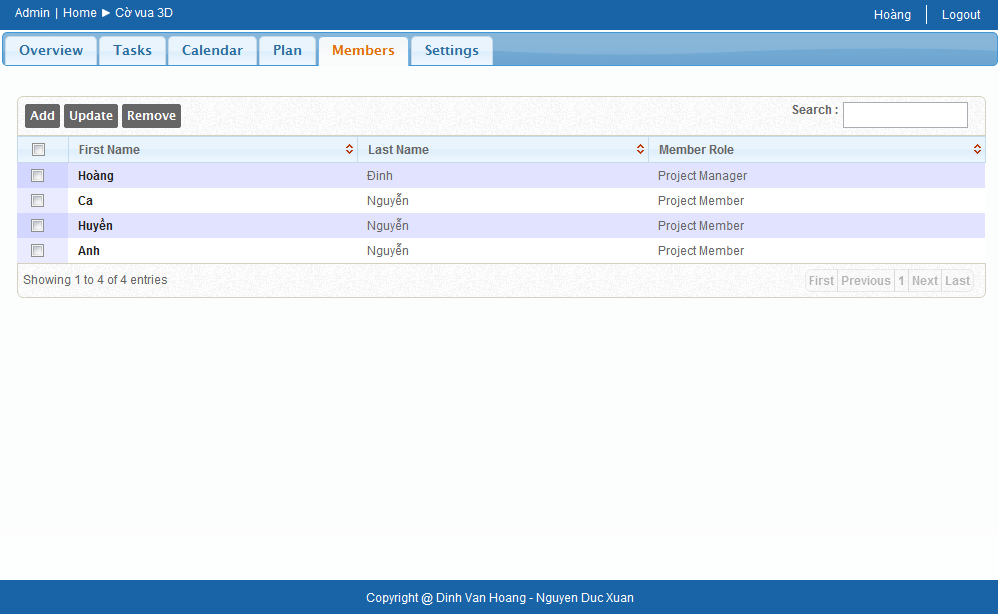 Admin | Home ► Cờ vua 3D
Hoàng | Logout
Overview Tasks Calendar Plan Members Settings
Add Update Remove Search :
First Name Last Name Member Role
Hoàng Đinh Project Manager
Ca Nguyễn Project Member
Huyền Nguyễn Project Member
Anh Nguyễn Project Member
Showing 1 to 4 of 4 entries First Previous 1 Next Last
Copyright @ Dinh Van Hoang - Nguyen Duc Xuan